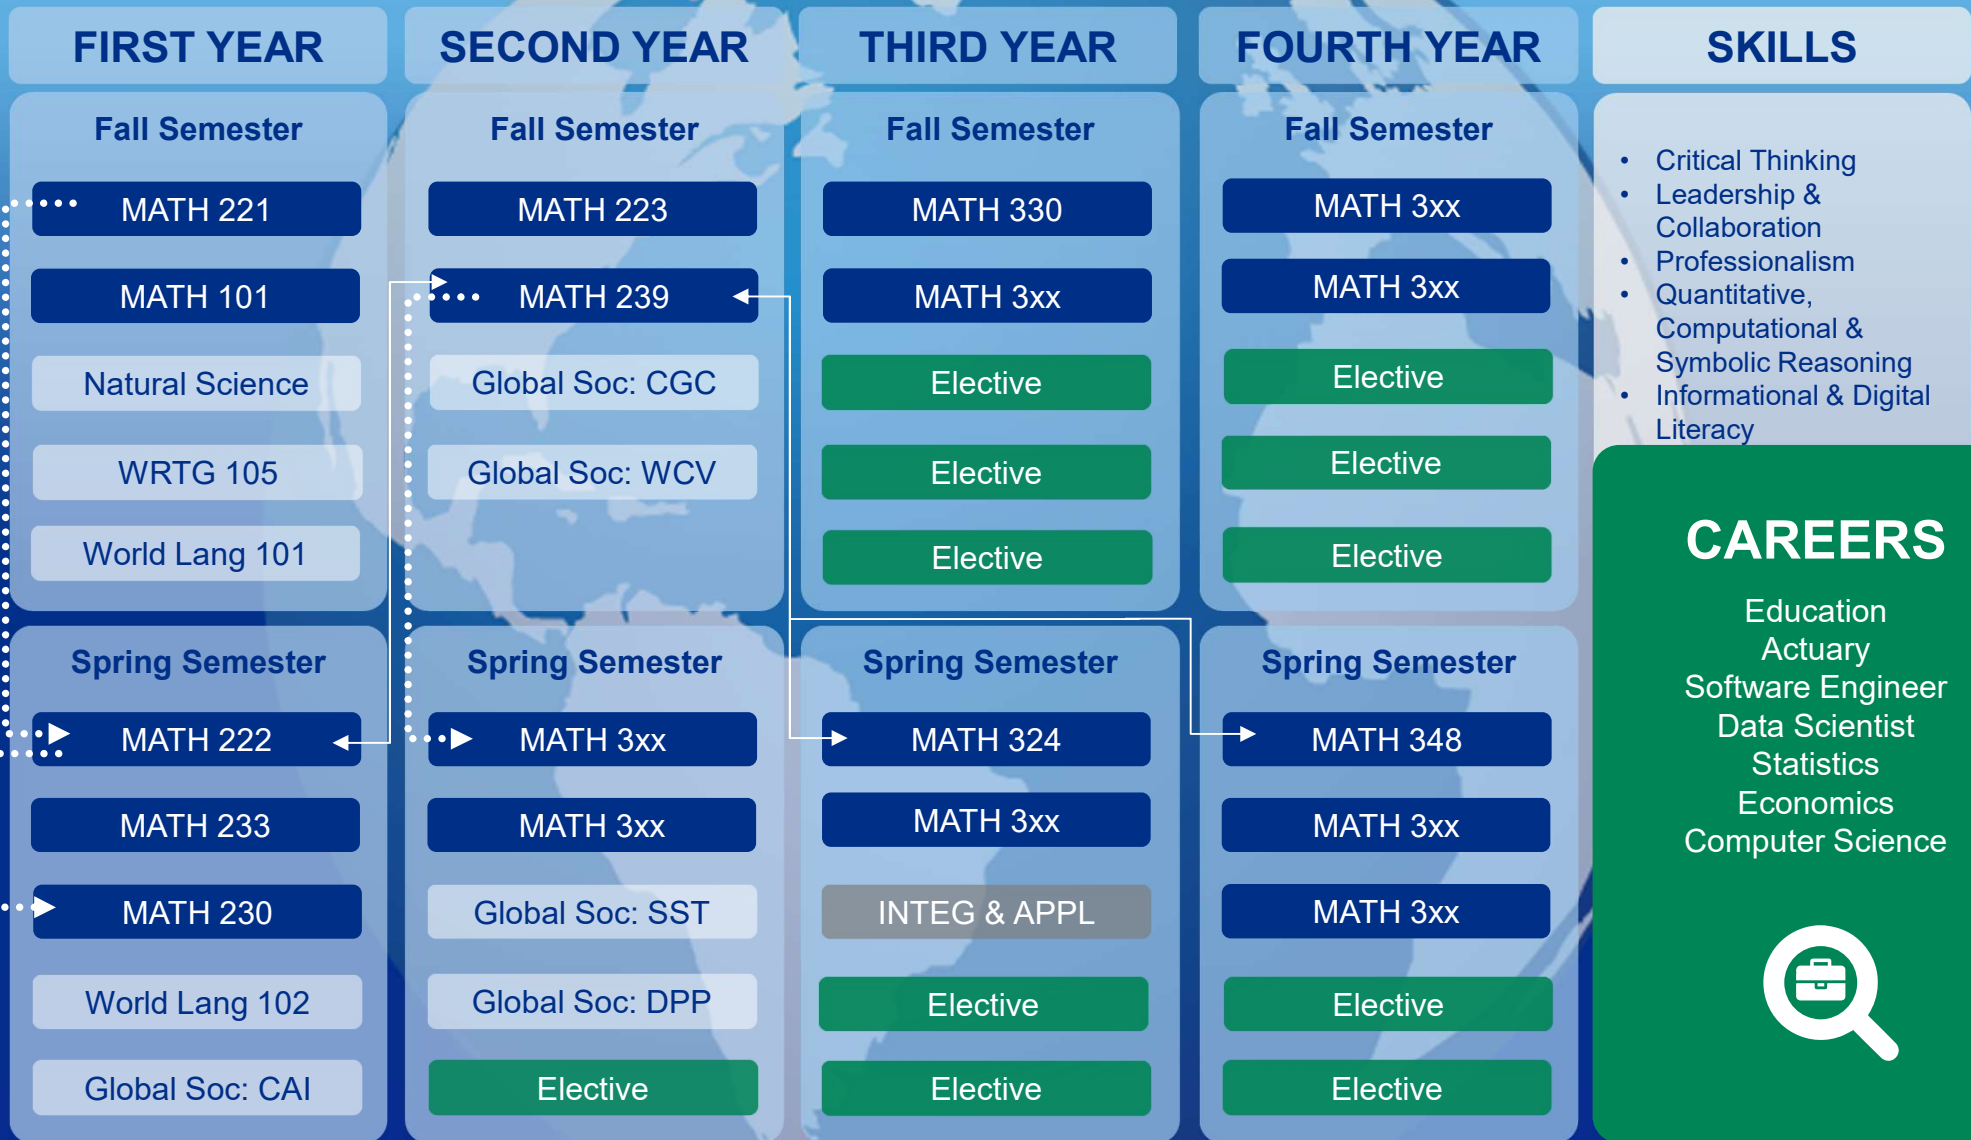 FIRST YEAR
Fall Semester
MATH 221
MATH 101
Natural Science
WRTG 105
World Lang 101
Spring Semester
MATH 222
MATH 233
MATH 230
World Lang 102
Global Soc: CAI
SECOND YEAR
Fall Semester
MATH 223
MATH 239
Global Soc: CGC
Global Soc: WCV
Spring Semester
MATH 3xx
MATH 3xx
Global Soc: SST
Global Soc: DPP
Elective
THIRD YEAR
Fall Semester
MATH 330
MATH 3xx
Elective
Elective
Elective
Spring Semester
MATH 324
MATH 3xx
INTEG & APPL
Elective
Elective
FOURTH YEAR
Fall Semester
MATH 3xx
MATH 3xx
Elective
Elective
Elective
Spring Semester
MATH 348
MATH 3xx
MATH 3xx
Elective
Elective
SKILLS
• Critical Thinking
• Leadership &
Collaboration
• Professionalism
• Quantitative,
Computational &
Symbolic Reasoning
• Informational & Digital
Literacy
CAREERS
Education
Actuary
Software Engineer
Data Scientist
Statistics
Economics
Computer Science